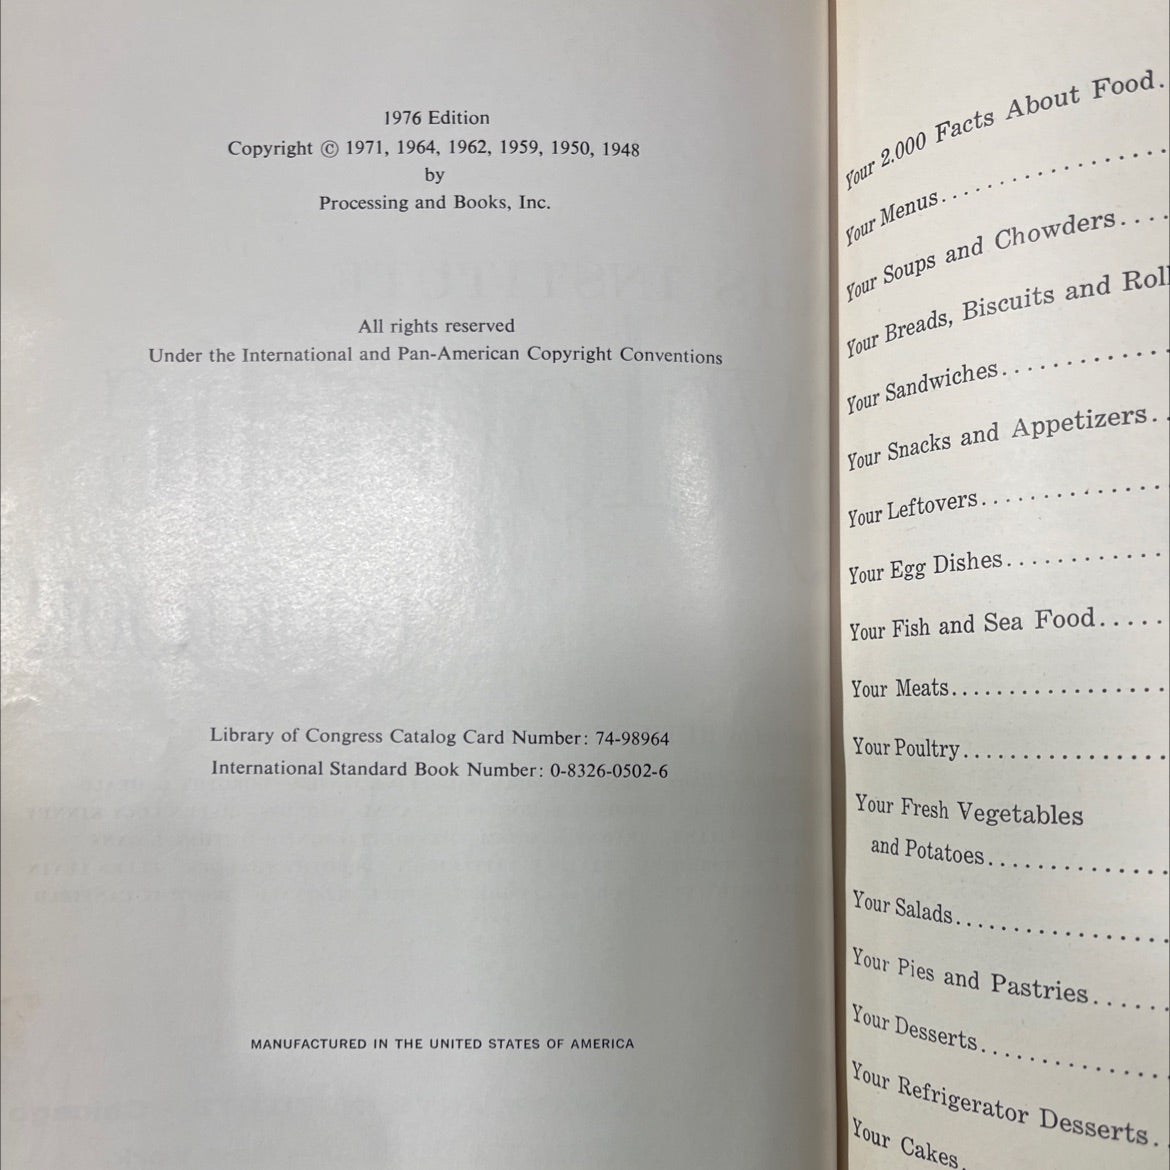 1976 Edition
Copyright © 1971, 1964, 1962, 1959, 1950, 1948
by
Processing and Books, Inc.
All rights reserved
Under the International and Pan-American Copyright Conventions
Library of Congress Catalog Card Number: 74-98964
International Standard Book Number: 0-8326-0502-6
MANUFACTURED IN THE UNITED STATES OF AMERICA
Your 2.000 Facts About Food.
Your Menus...................
Your Soups and Chowders....
Your Breads, Biscuits and Roll
Your Sandwiches............
Your Snacks and Appetizers..
Your Leftovers..............
Your Egg Dishes............
Your Fish and Sea Food.....
Your Meats.................
Your Poultry................
Your Fresh Vegetables
and Potatoes..............
Your Salads.................
Your Pies and Pastries......
Your Desserts..............
Your Refrigerator Desserts..
Your Cakes.